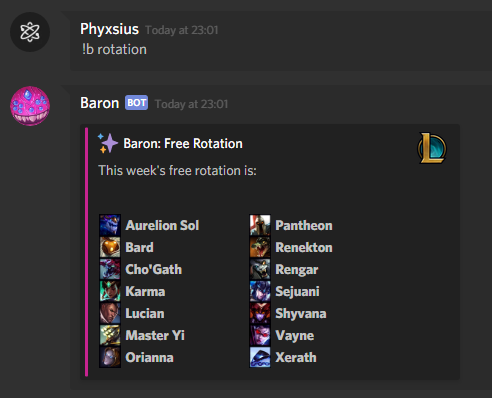 Phyxsius Today at 23:01
!b rotation
Baron BOT Today at 23:01
Baron: Free Rotation
This week's free rotation is:
Aurelion Sol
Bard
Cho'Gath
Karma
Lucian
Master Yi
Orianna
Pantheon
Renekton
Rengar
Sejuani
Shyvana
Vayne
Xerath